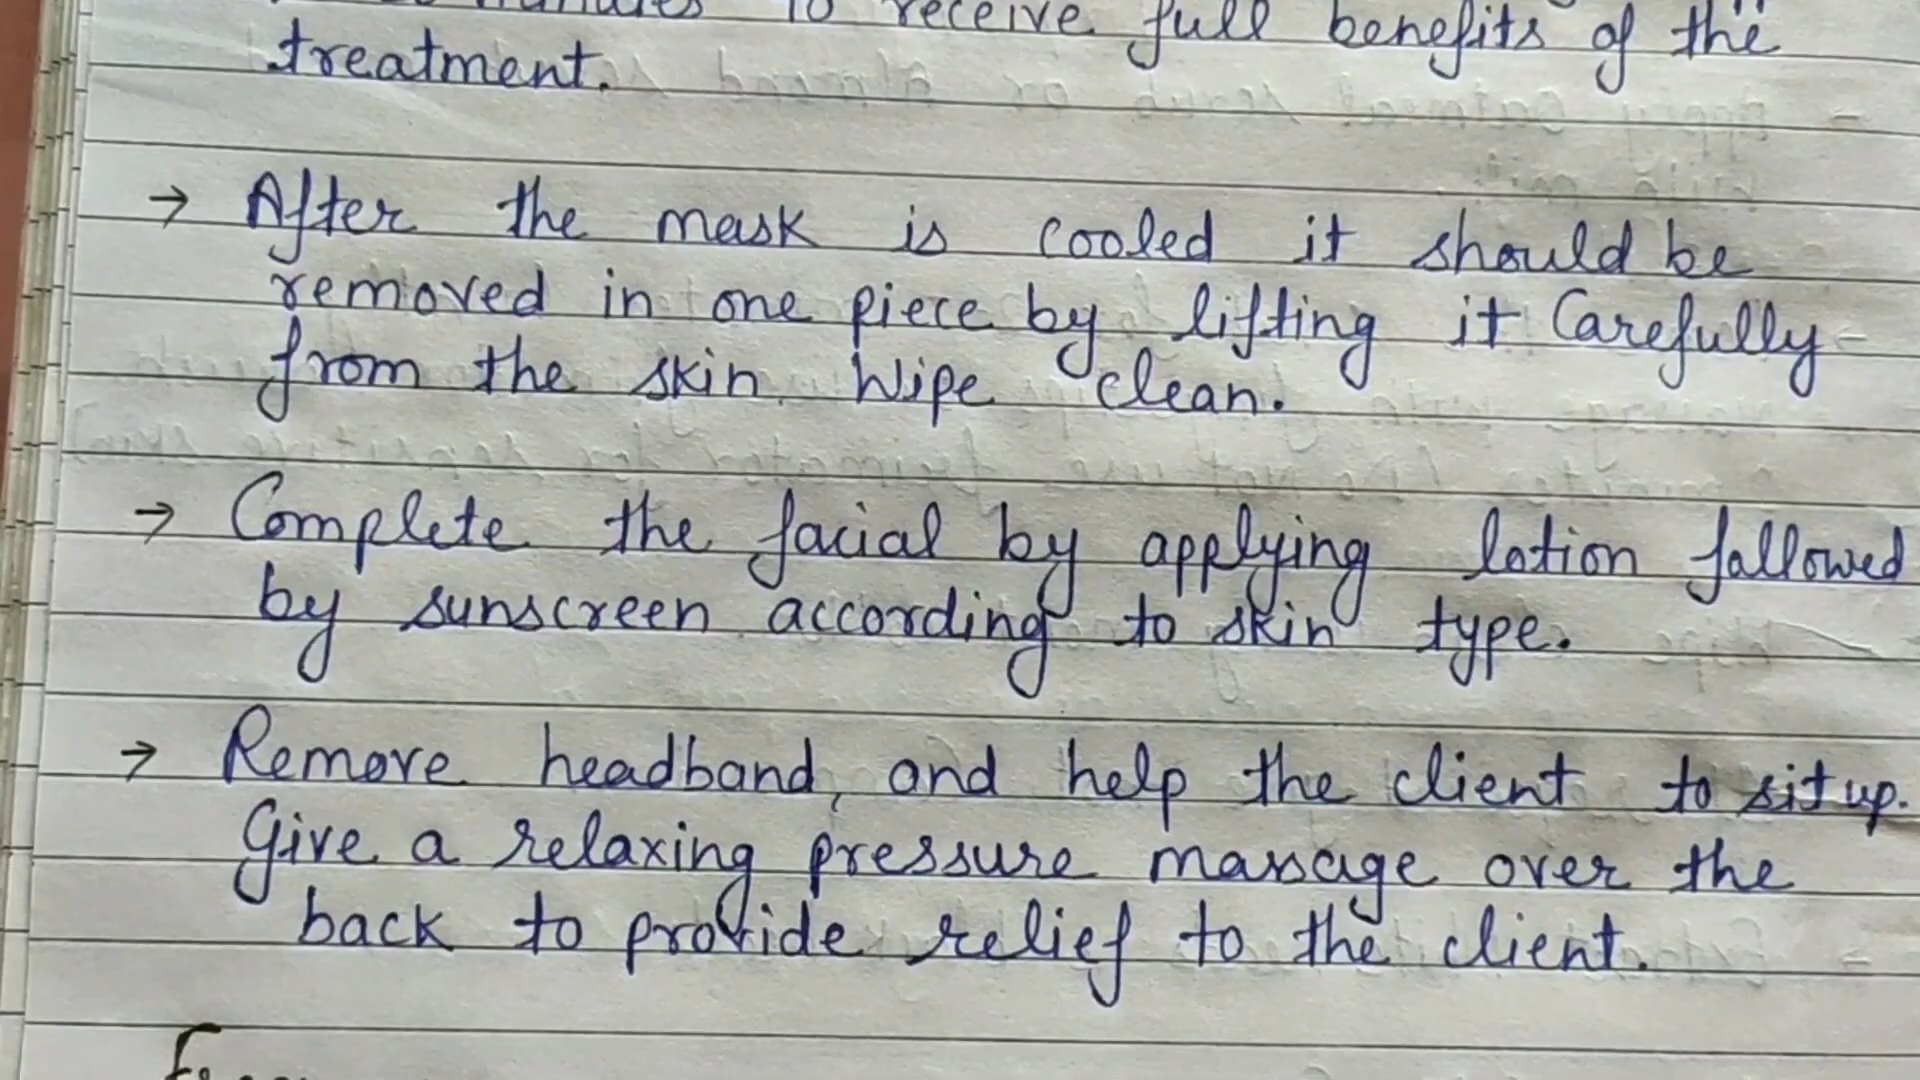 to receive full benefits of the
treatment.
→ After the mask is cooled it should be
removed in one piece by lifting it Carefully
from the skin. Wipe clean.
→ Complete the facial by applying lotion fallowed
by sunscreen according to skin type.
→ Remove headband, and help the client to sit up.
Give a relaxing pressure massage over the
back to provide relief to the client.